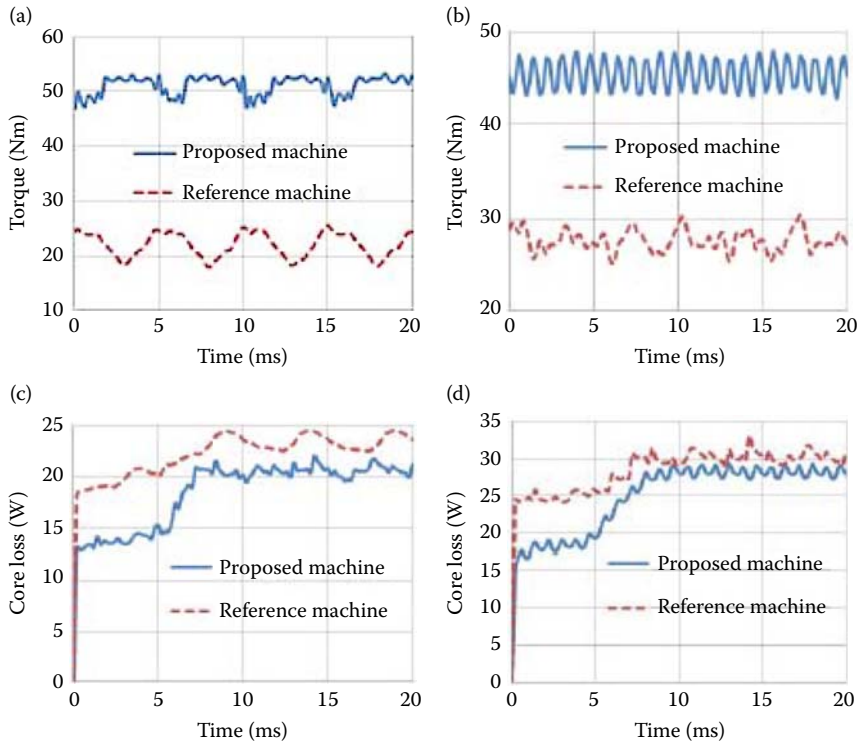 (a)
60
50
40
30
20
10
Torque (Nm)
Proposed machine
Reference machine
0 5 10 15 20
Time (ms)
(b)
50
40
30
20
Torque (Nm)
Proposed machine
Reference machine
0 5 10 15 20
Time (ms)
(c)
25
20
15
10
5
0
Core loss (W)
Proposed machine
Reference machine
0 5 10 15 20
Time (ms)
(d)
35
30
25
20
15
10
5
0
Core loss (W)
Proposed machine
Reference machine
0 5 10 15 20
Time (ms)